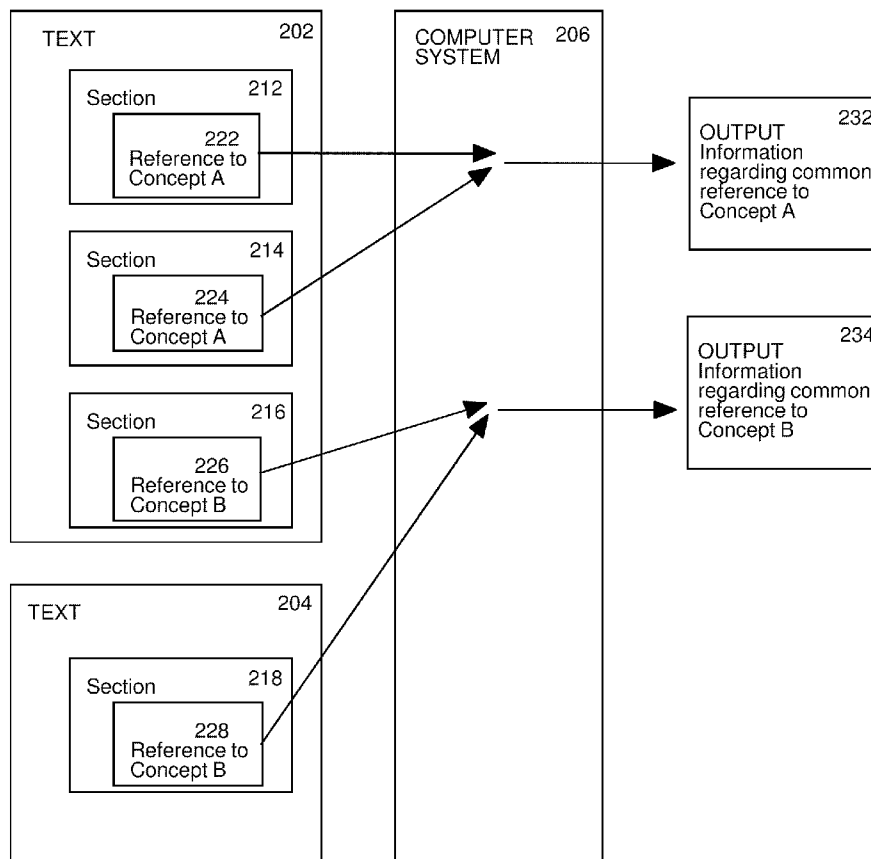 TEXT 202
Section 212
222
Reference to
Concept A
Section 214
224
Reference to
Concept A
Section 216
226
Reference to
Concept B
TEXT 204
Section 218
228
Reference to
Concept B
COMPUTER 206
SYSTEM
232
OUTPUT
Information
regarding common
reference to
Concept A
234
OUTPUT
Information
regarding common
reference to
Concept B